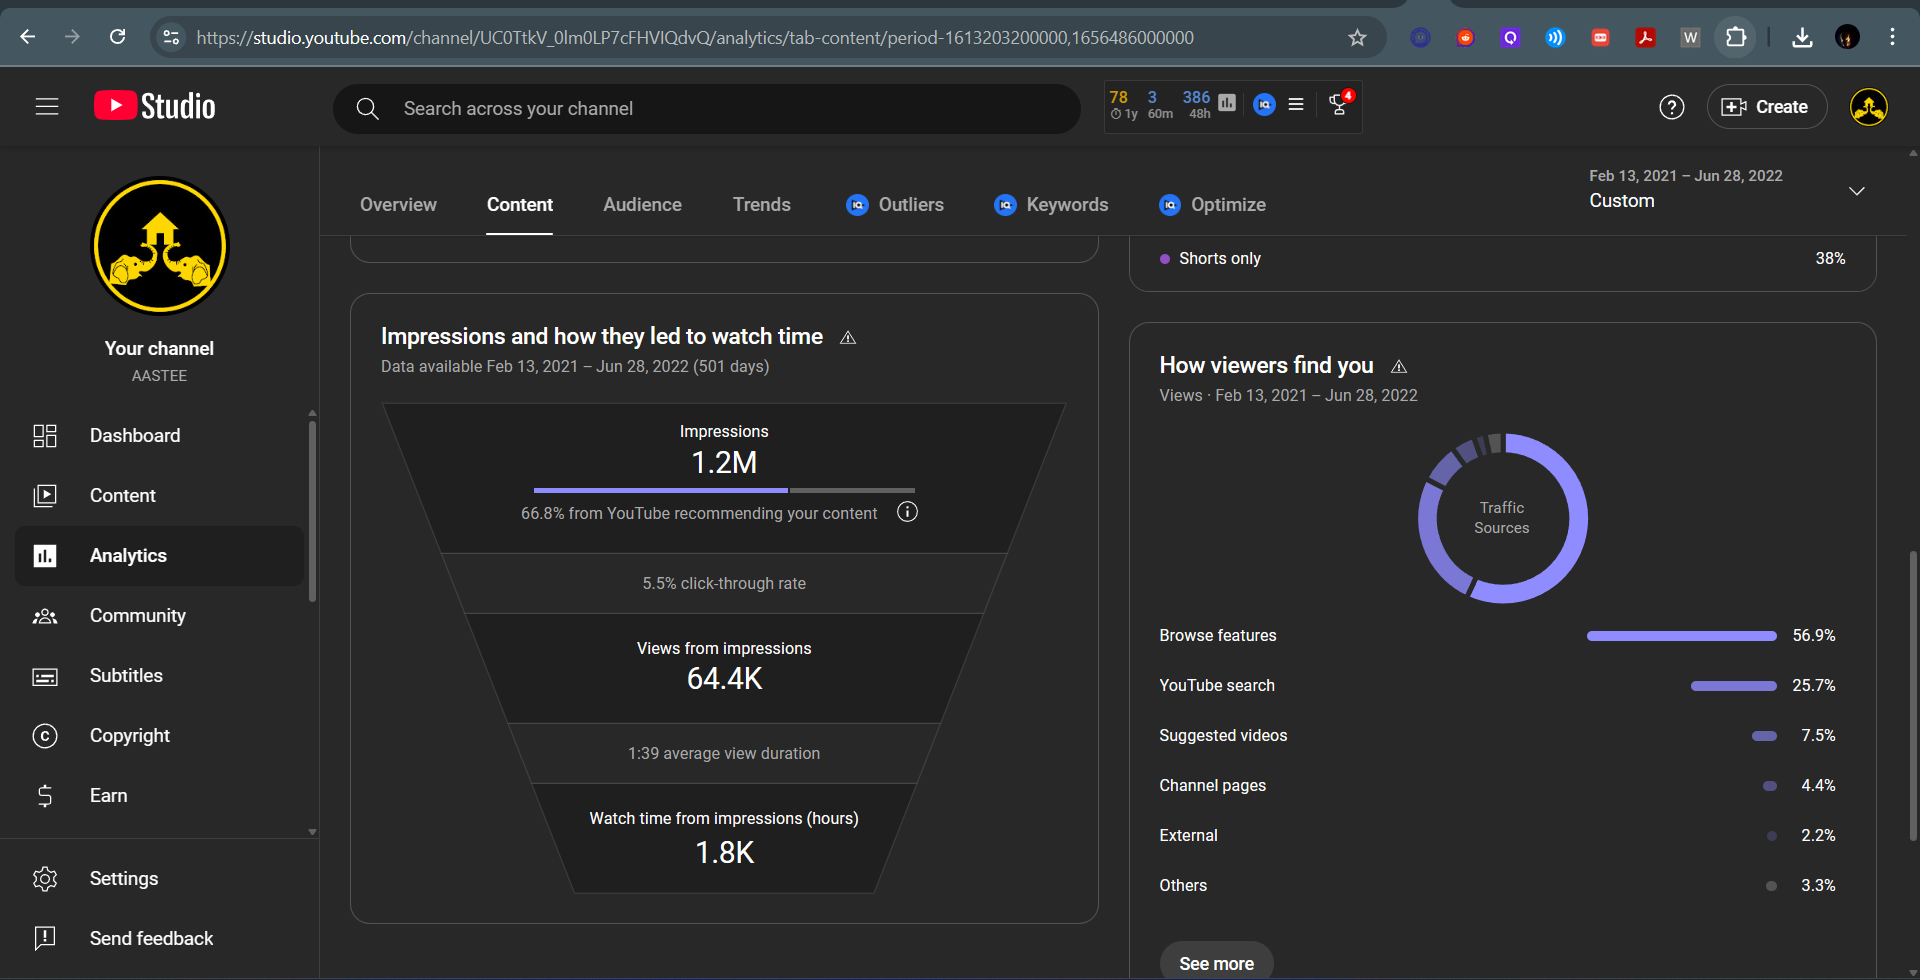 https://studio.youtube.com/channel/UC0TtkV_0lm0LP7cFHVIQdvQ/analytics/tab-content/period-1613203200000,1656486000000
Studio
Search across your channel
78 3 386
1y 60m 48h
4
Create
Your channel
AASTEE
Dashboard
Content
Analytics
Community
Subtitles
Copyright
Earn
Settings
Send feedback
Overview Content Audience Trends Outliers Keywords Optimize
Feb 13, 2021 – Jun 28, 2022
Custom
Shorts only 38%
Impressions and how they led to watch time
Data available Feb 13, 2021 – Jun 28, 2022 (501 days)
Impressions
1.2M
66.8% from YouTube recommending your content
5.5% click-through rate
Views from impressions
64.4K
1:39 average view duration
Watch time from impressions (hours)
1.8K
How viewers find you
Views · Feb 13, 2021 – Jun 28, 2022
Traffic
Sources
Browse features 56.9%
YouTube search 25.7%
Suggested videos 7.5%
Channel pages 4.4%
External 2.2%
Others 3.3%
See more